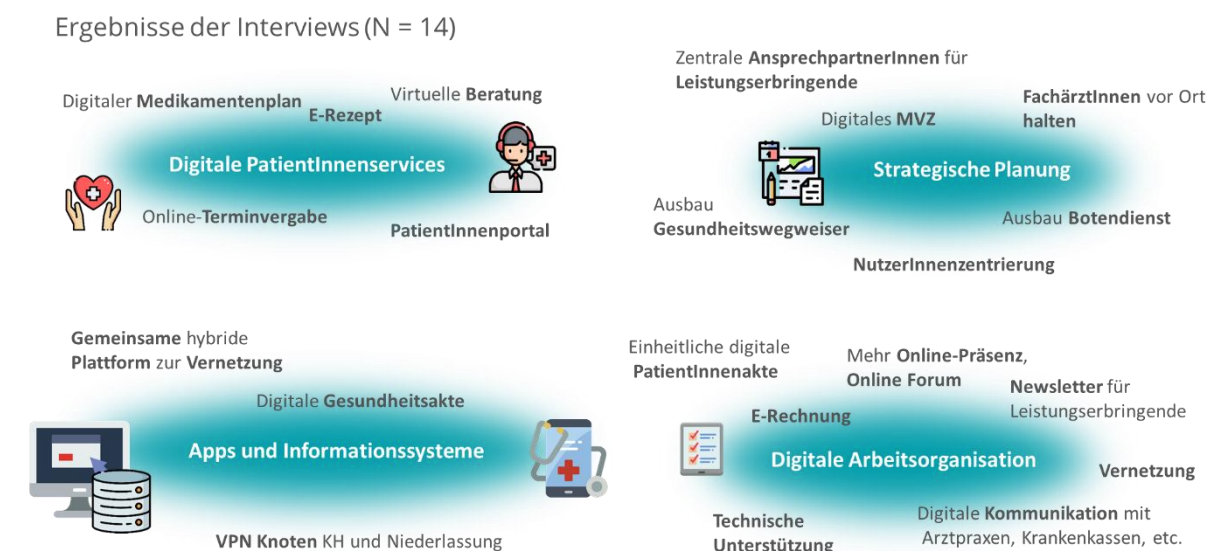 Ergebnisse der Interviews (N = 14)
Digitaler Medikamentenplan
E-Rezept
Virtuelle Beratung
Digitale PatientInnenservices
Online-Terminvergabe
PatientInnenportal
Zentrale AnsprechpartnerInnen für
Leistungserbringende
Digitales MVZ
FachärztInnen vor Ort
halten
Strategische Planung
Ausbau
Gesundheitswegweiser
Ausbau Botendienst
NutzerInnenzentrierung
Gemeinsame hybride
Plattform zur Vernetzung
Digitale Gesundheitsakte
Apps und Informationssysteme
VPN Knoten KH und Niederlassung
Einheitliche digitale
PatientInnenakte
Mehr Online-Präsenz,
Online Forum
Newsletter für
Leistungserbringende
E-Rechnung
Digitale Arbeitsorganisation
Vernetzung
Technische
Unterstützung
Digitale Kommunikation mit
Arztpraxen, Krankenkassen, etc.